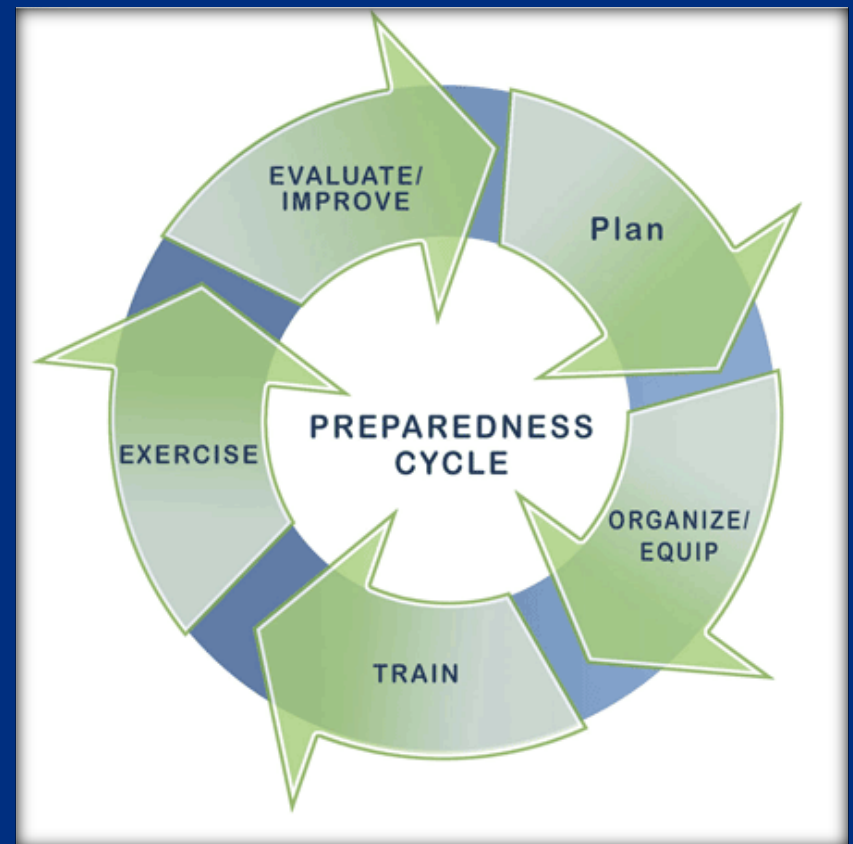 PREPAREDNESS
CYCLE
Plan
ORGANIZE/
EQUIP
TRAIN
EXERCISE
EVALUATE/
IMPROVE